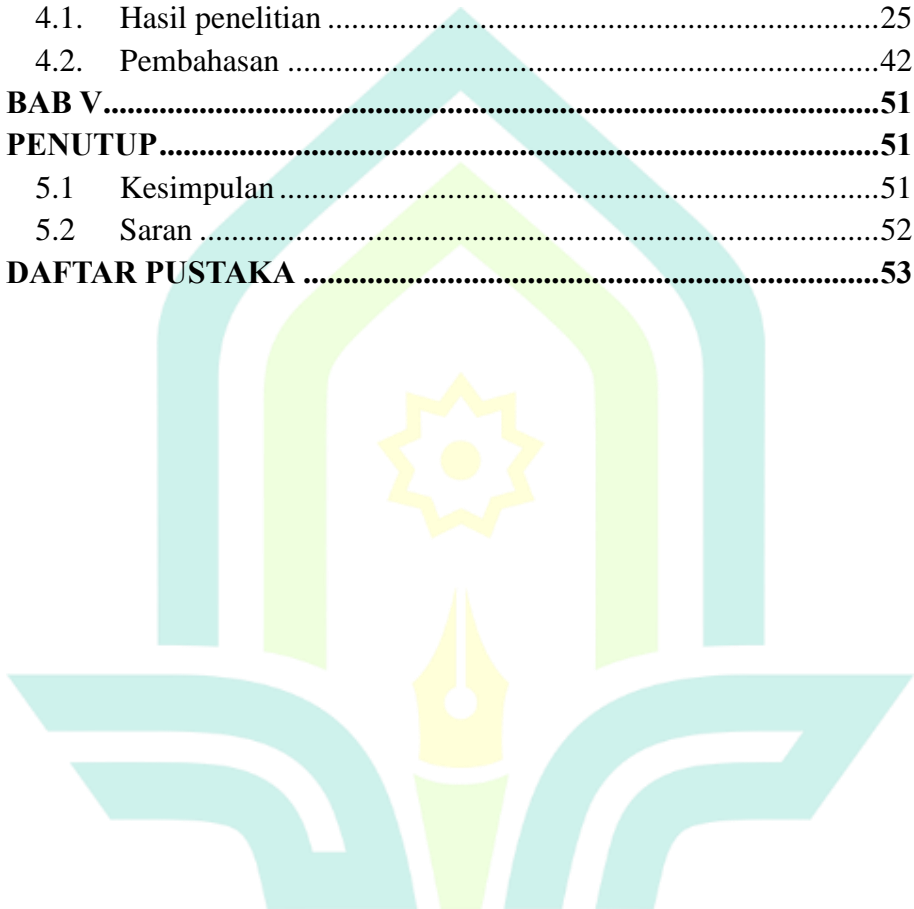 4.1. Hasil penelitian ..................................................................... 25
4.2. Pembahasan .......................................................................... 42
BAB V................................................................................................. 51
PENUTUP.......................................................................................... 51
5.1 Kesimpulan ........................................................................... 51
5.2 Saran ..................................................................................... 52
DAFTAR PUSTAKA ........................................................................ 53